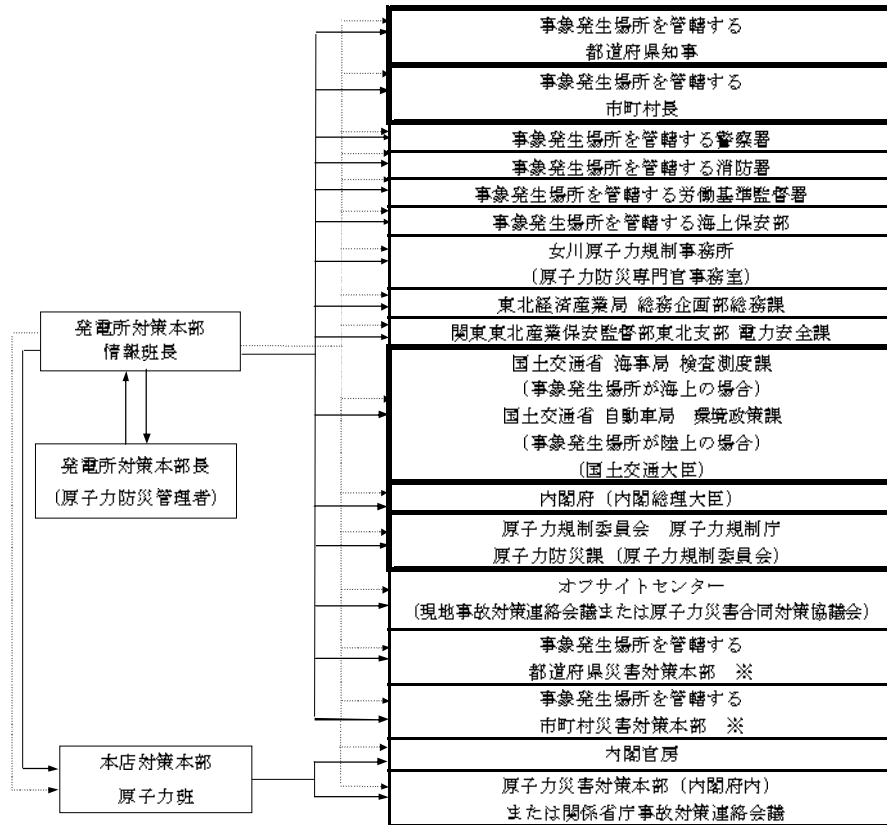 事象発生場所を管轄する
都道府県知事
事象発生場所を管轄する
市町村長
事象発生場所を管轄する警察署
事象発生場所を管轄する消防署
事象発生場所を管轄する労働基準監督署
事象発生場所を管轄する海上保安部
女川原子力規制事務所
(原子力防災専門官事務室)
東北経済産業局 総務企画部総務課
関東東北産業保安監督部東北支部 電力安全課
国土交通省 海事局 検査測度課
(事象発生場所が海上の場合)
国土交通省 自動車局 環境政策課
(事象発生場所が陸上の場合)
(国土交通大臣)
内閣府(内閣総理大臣)
原子力規制委員会 原子力規制庁
原子力防災課(原子力規制委員会)
オフサイトセンター
(現地事故対策連絡会議または原子力災害合同対策協議会)
事象発生場所を管轄する
都道府県災害対策本部 ※
事象発生場所を管轄する
市町村災害対策本部 ※
内閣官房
原子力災害対策本部(内閣府内)
または関係省庁事故対策連絡会議
発電所対策本部
情報班長
発電所対策本部長
(原子力防災管理者)
本店対策本部
原子力班